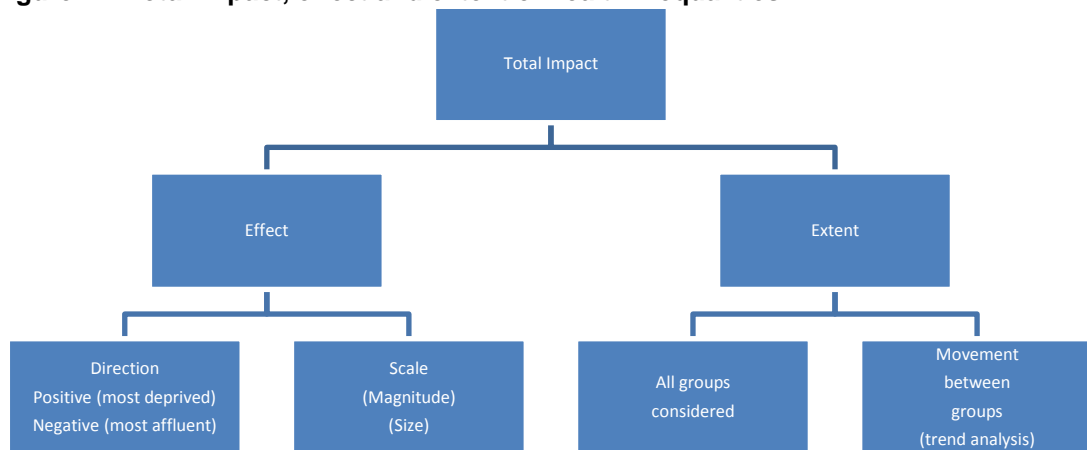 Total Impact
Effect
Extent
Direction
Positive (most deprived)
Negative (most affluent)
Scale
(Magnitude)
(Size)
All groups
considered
Movement
between
groups
(trend analysis)